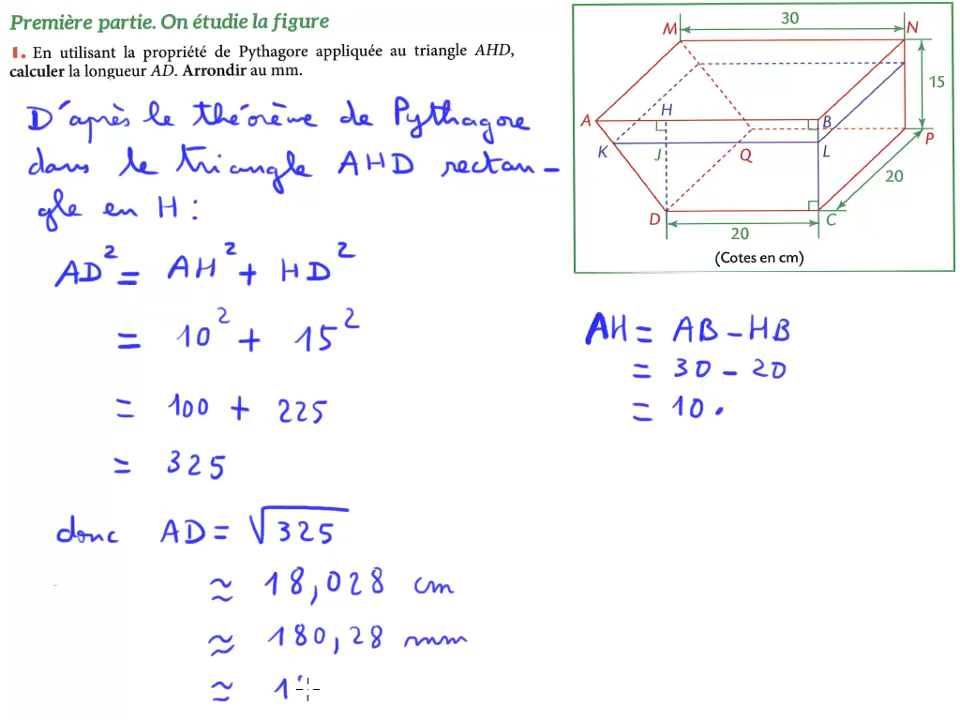 Première partie. On étudie la figure
1. En utilisant la propriété de Pythagore appliquée au triangle AHD,
calculer la longueur AD. Arrondir au mm.
D'après le théorème de Pythagore
dans le triangle AHD rectan-
gle en H :
AD² = AH² + HD²
= 10² + 15²
= 100 + 225
= 325
donc AD = √325
≈ 18,028 cm
≈ 180,28 mm
≈ 1
M
30
N
15
A
H
B
K
J
Q
L
P
20
D
C
20
(Cotes en cm)
AH = AB - HB
= 30 - 20
= 10.